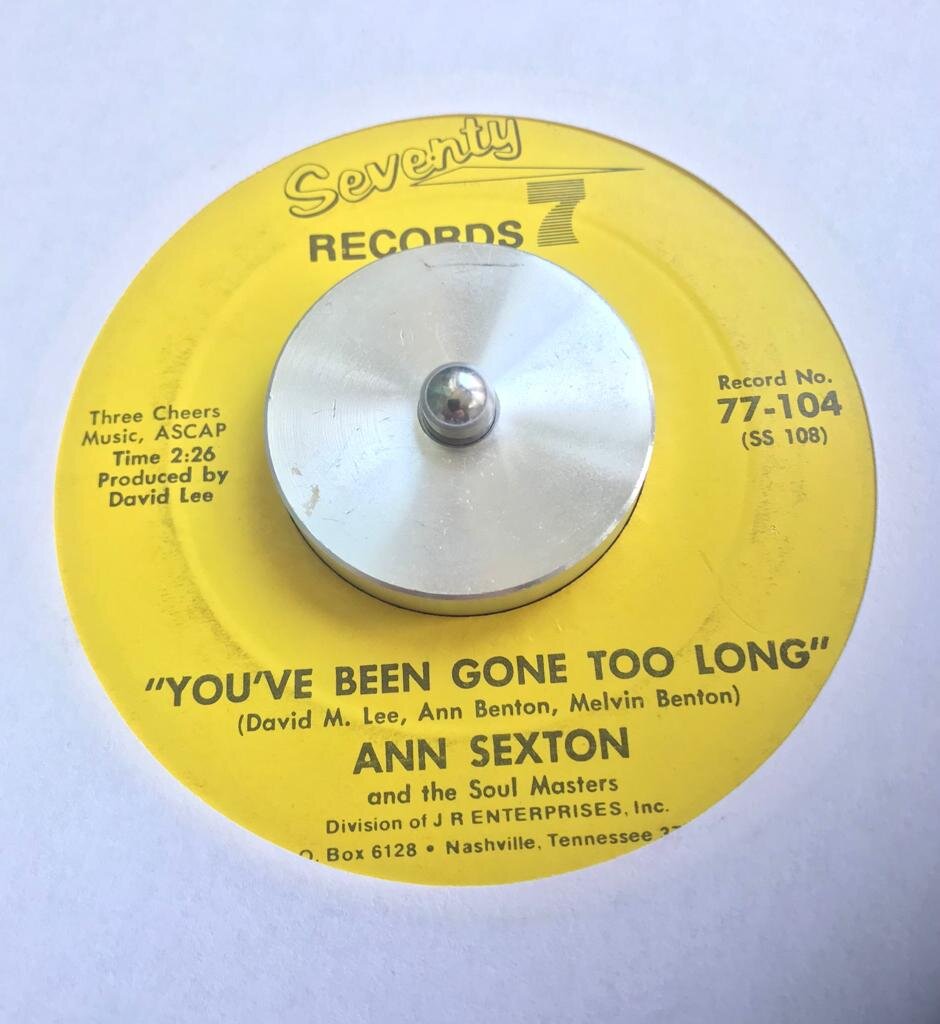 Seventy 7
RECORDS
Three Cheers
Music, ASCAP
Time 2:26
Produced by
David Lee
Record No.
77-104
(SS 108)
"YOU'VE BEEN GONE TOO LONG"
(David M. Lee, Ann Benton, Melvin Benton)
ANN SEXTON
and the Soul Masters
Division of J R ENTERPRISES, Inc.
O. Box 6128 • Nashville, Tennessee